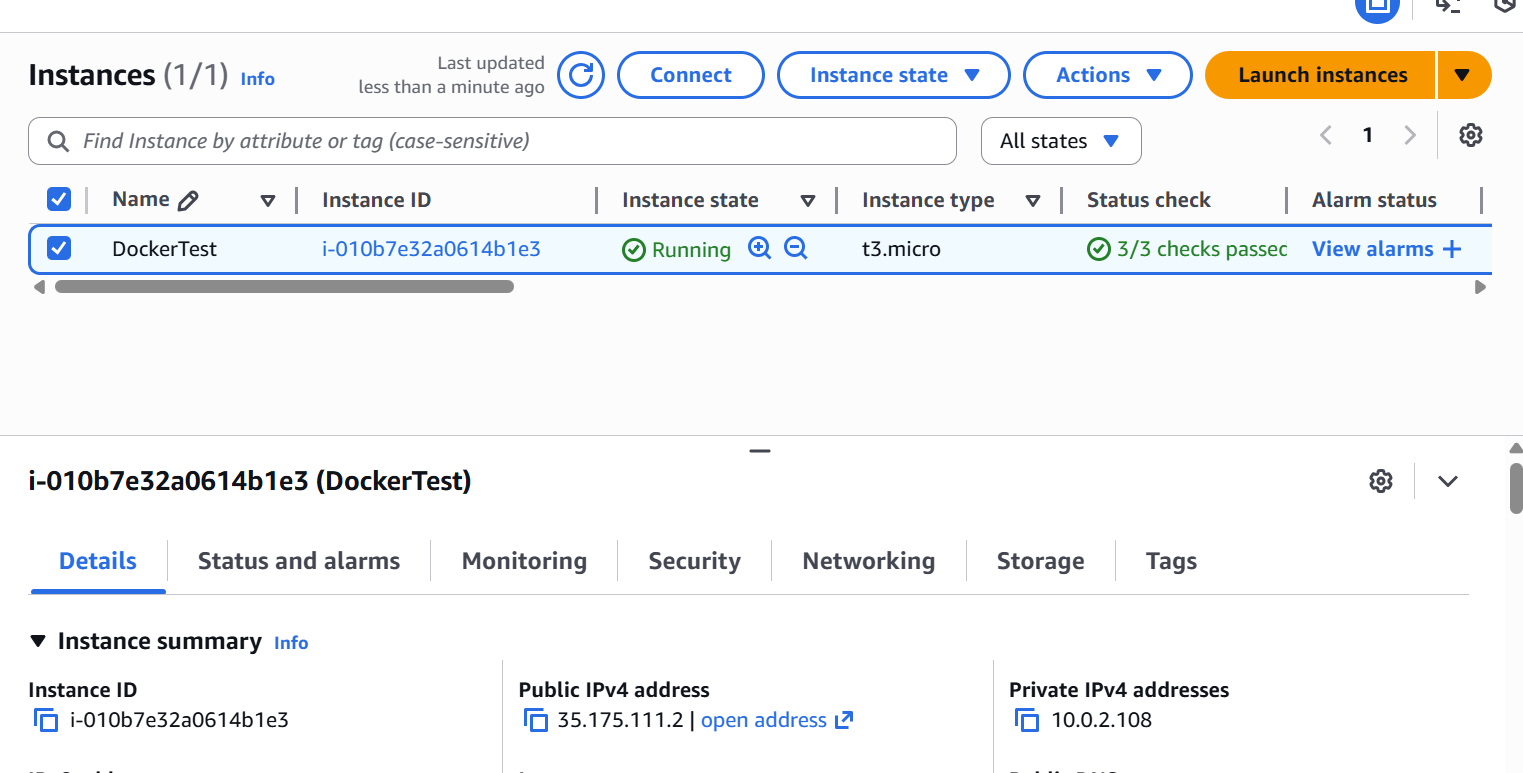 Instances (1/1) Info
Last updated
less than a minute ago
Connect
Instance state
Actions
Launch instances
Find Instance by attribute or tag (case-sensitive)
All states
1
Name
Instance ID
Instance state
Instance type
Status check
Alarm status
DockerTest
i-010b7e32a0614b1e3
Running
t3.micro
3/3 checks passed
View alarms +
i-010b7e32a0614b1e3 (DockerTest)
Details
Status and alarms
Monitoring
Security
Networking
Storage
Tags
Instance summary Info
Instance ID
i-010b7e32a0614b1e3
Public IPv4 address
35.175.111.2 | open address
Private IPv4 addresses
10.0.2.108